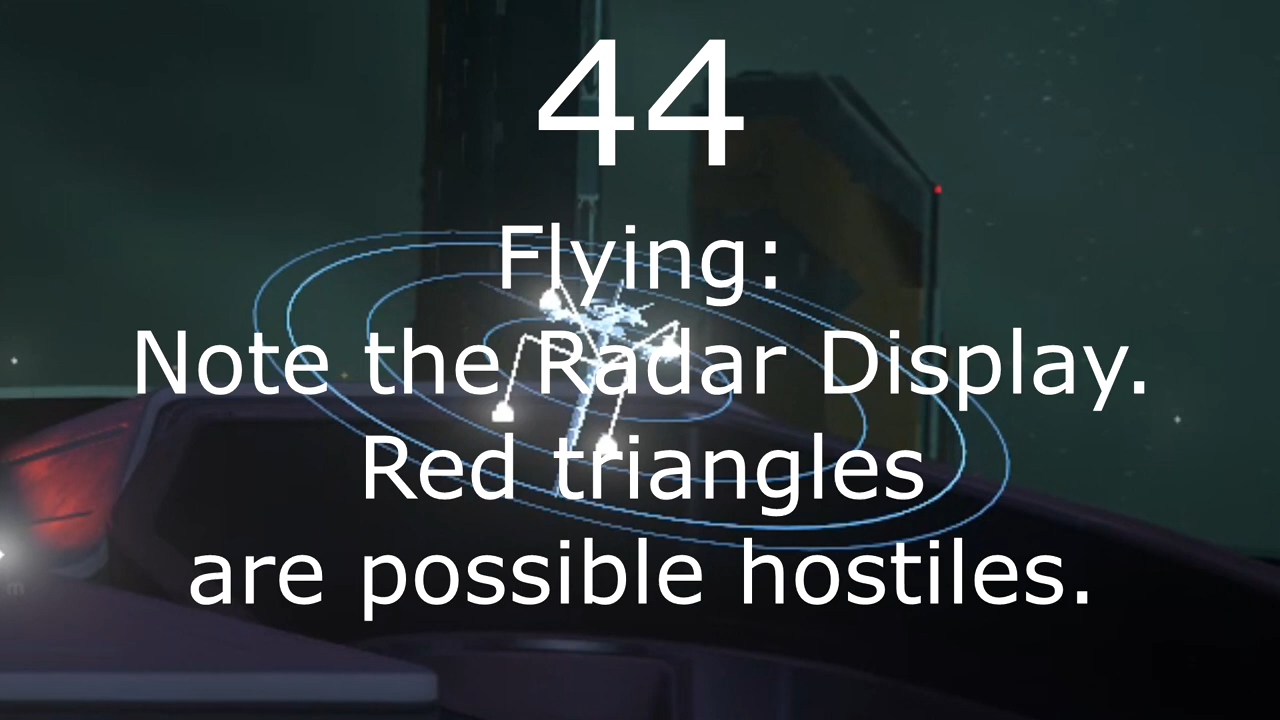 44
Flying:
Note the Radar Display.
Red triangles
are possible hostiles.
m